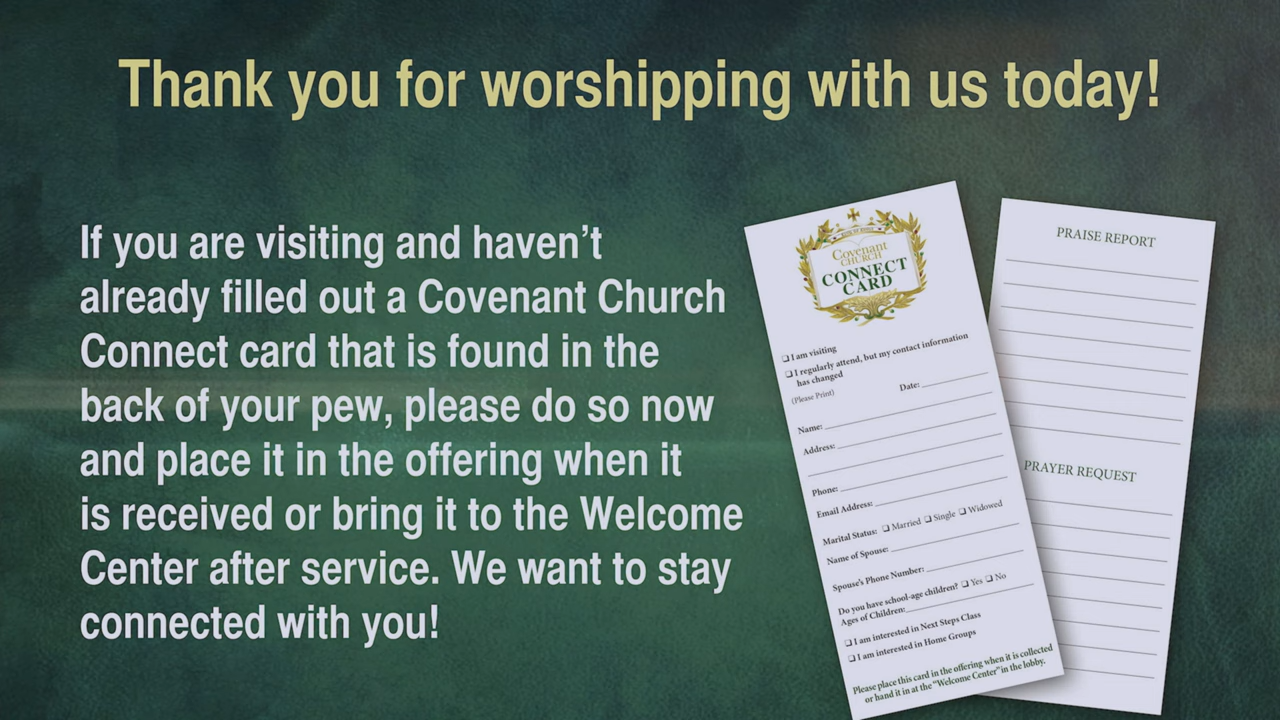 Thank you for worshipping with us today!
If you are visiting and haven’t
already filled out a Covenant Church
Connect card that is found in the
back of your pew, please do so now
and place it in the offering when it
is received or bring it to the Welcome
Center after service. We want to stay
connected with you!
Covenant
CHURCH
CONNECT
CARD
❑ I am visiting
❑ I regularly attend, but my contact information
has changed
(Please Print)
Date:
Name:
Address:
Phone:
Email Address:
Marital Status: ❑ Married ❑ Single ❑ Widowed
Name of Spouse:
Spouse's Phone Number:
Do you have school-age children? ❑ Yes ❑ No
Ages of Children:
❑ I am interested in Next Steps Class
❑ I am interested in Home Groups
Please place this card in the offering when it is collected
or hand it in at the "Welcome Center" in the lobby.
PRAISE REPORT
PRAYER REQUEST